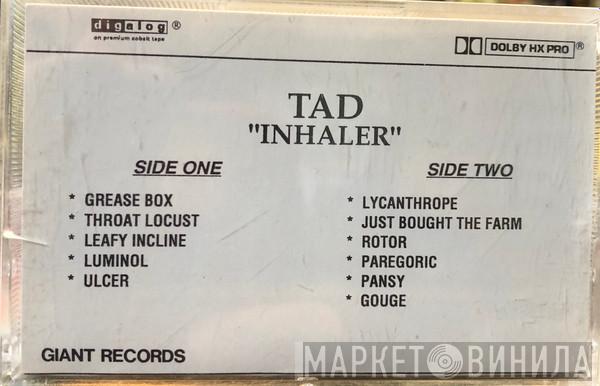 digalog ®
on premium cobalt tape
DOLBY HX PRO ®
TAD
"INHALER"
SIDE ONE
* GREASE BOX
* THROAT LOCUST
* LEAFY INCLINE
* LUMINOL
* ULCER
SIDE TWO
* LYCANTHROPE
* JUST BOUGHT THE FARM
* ROTOR
* PAREGORIC
* PANSY
* GOUGE
GIANT RECORDS
МАРКЕТ ВИНИЛА